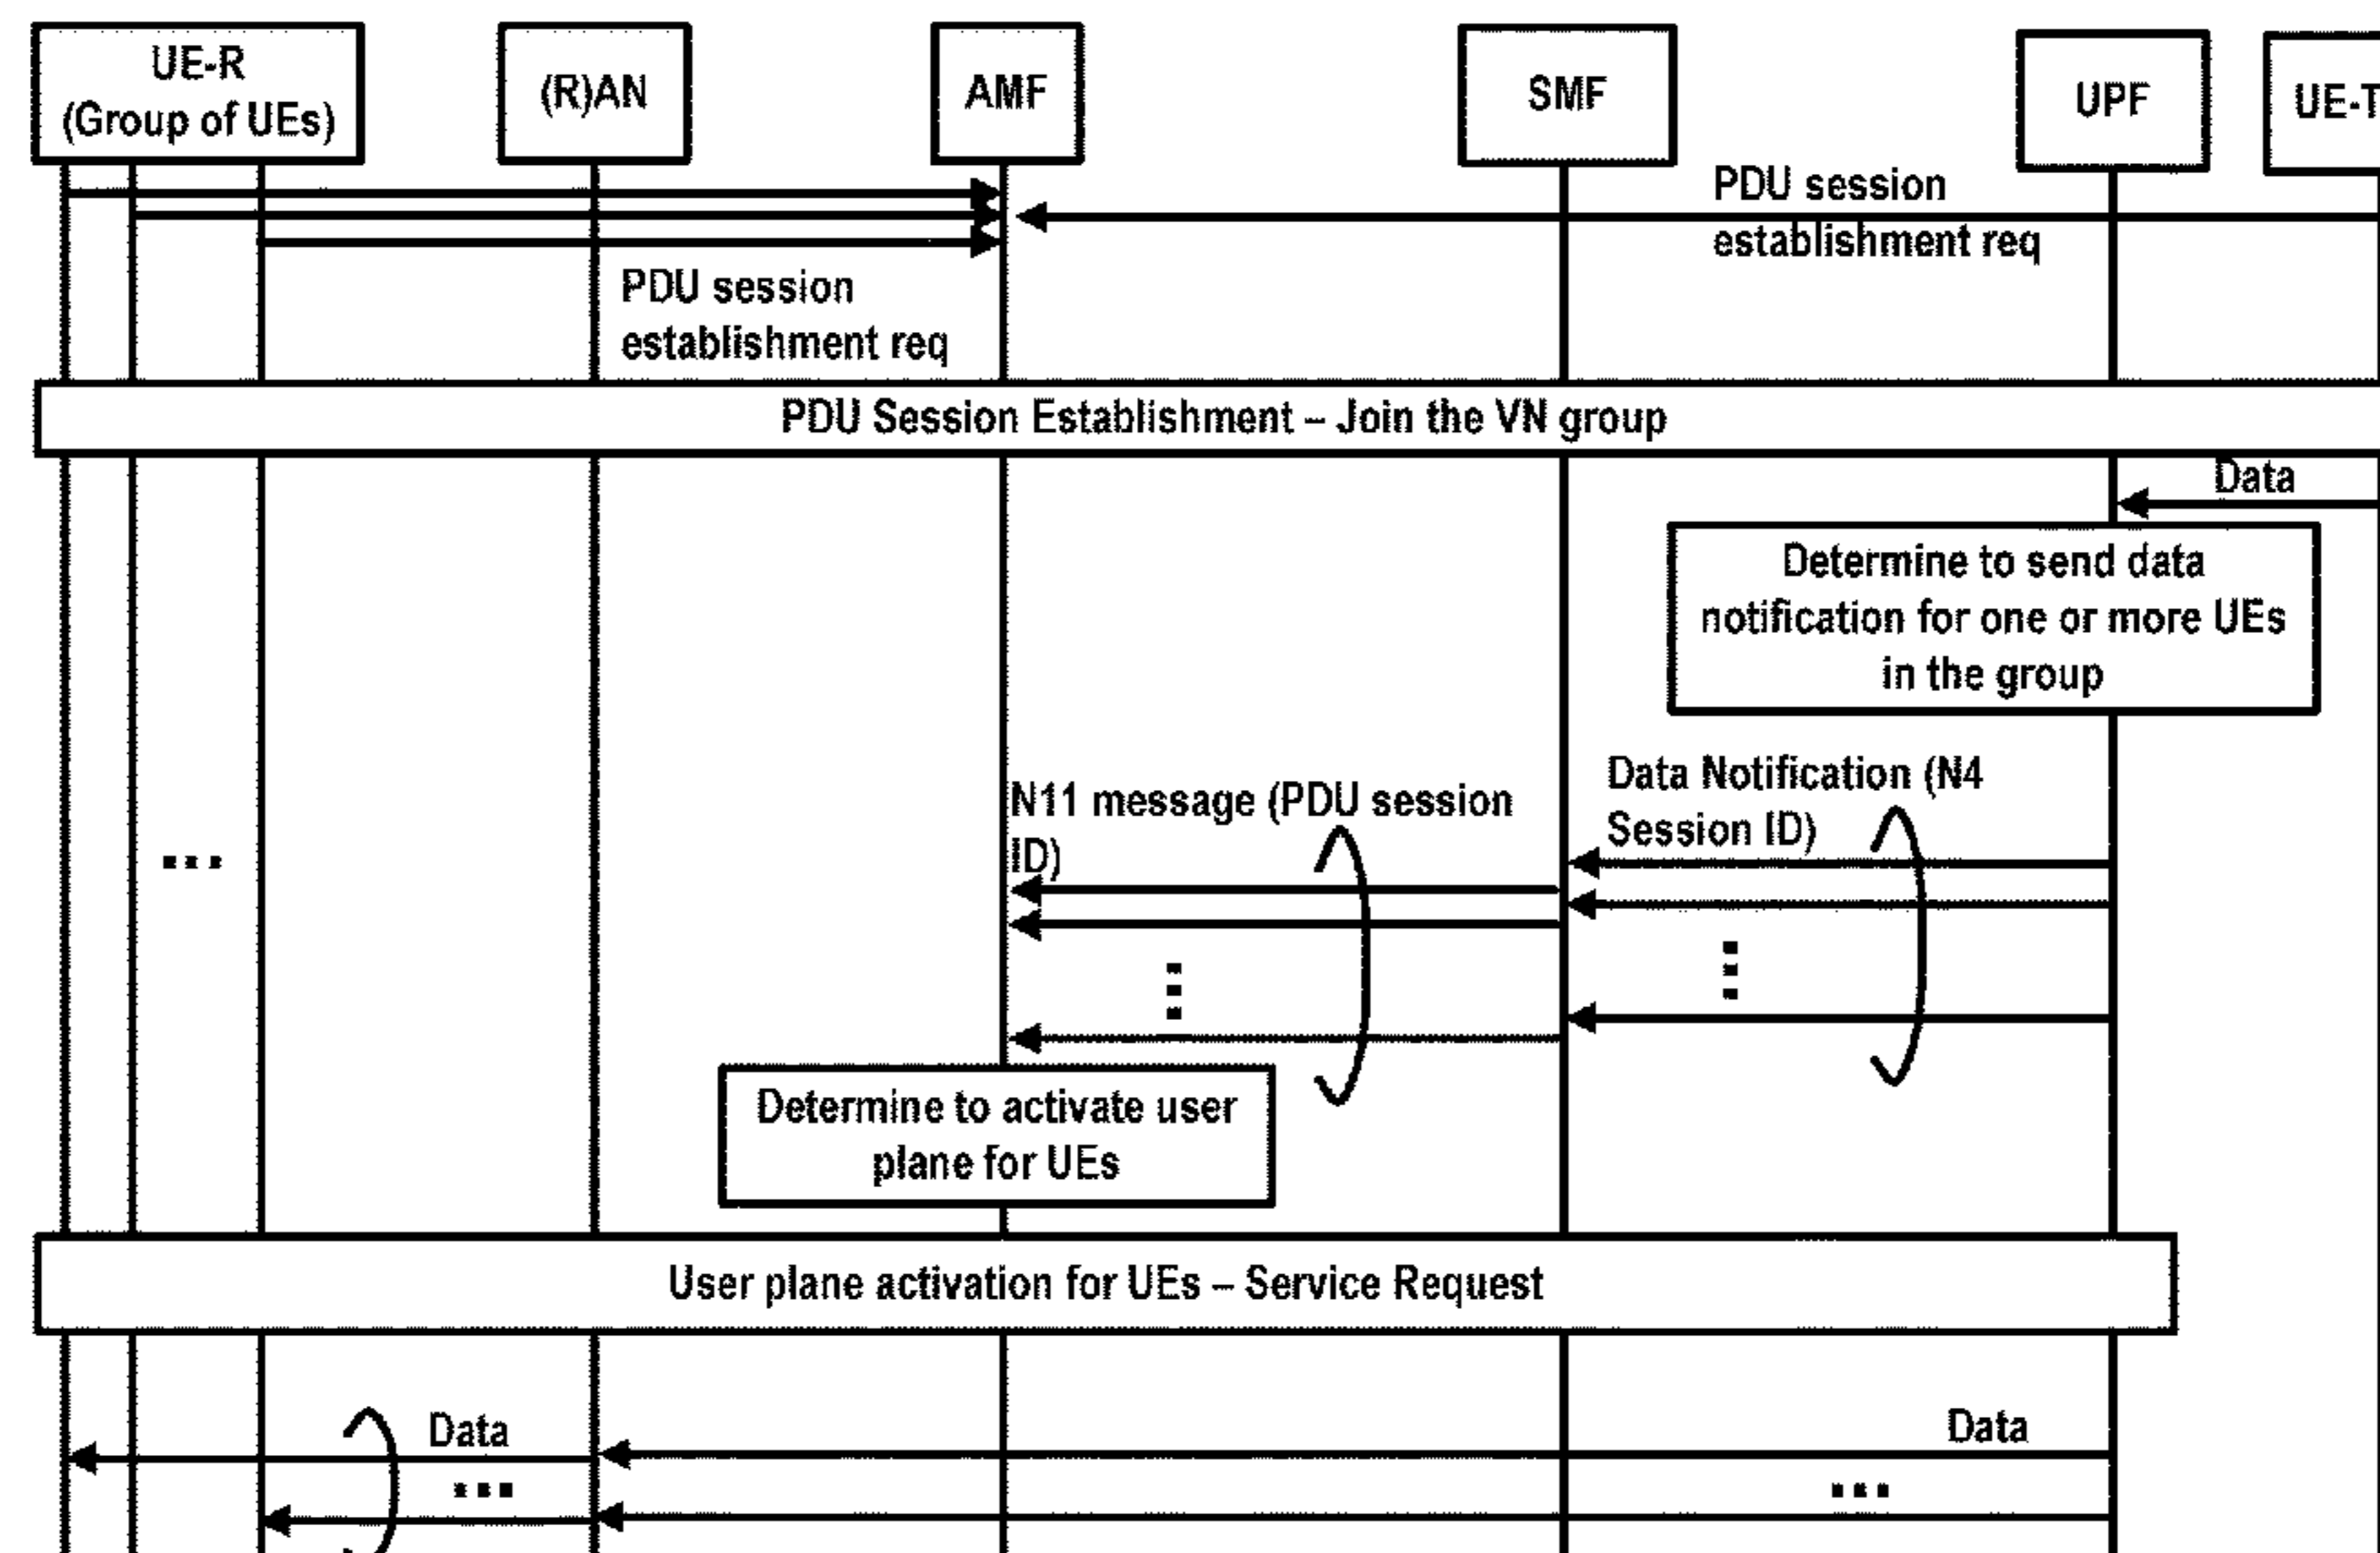 UE-R
(Group of UEs)
(R)AN
AMF
SMF
UPF
UE-T
PDU session
establishment req
PDU session
establishment req
PDU Session Establishment – Join the VN group
Data
Determine to send data
notification for one or more UEs
in the group
Data Notification (N4
Session ID)
N11 message (PDU session
ID)
Determine to activate user
plane for UEs
User plane activation for UEs – Service Request
Data
Data